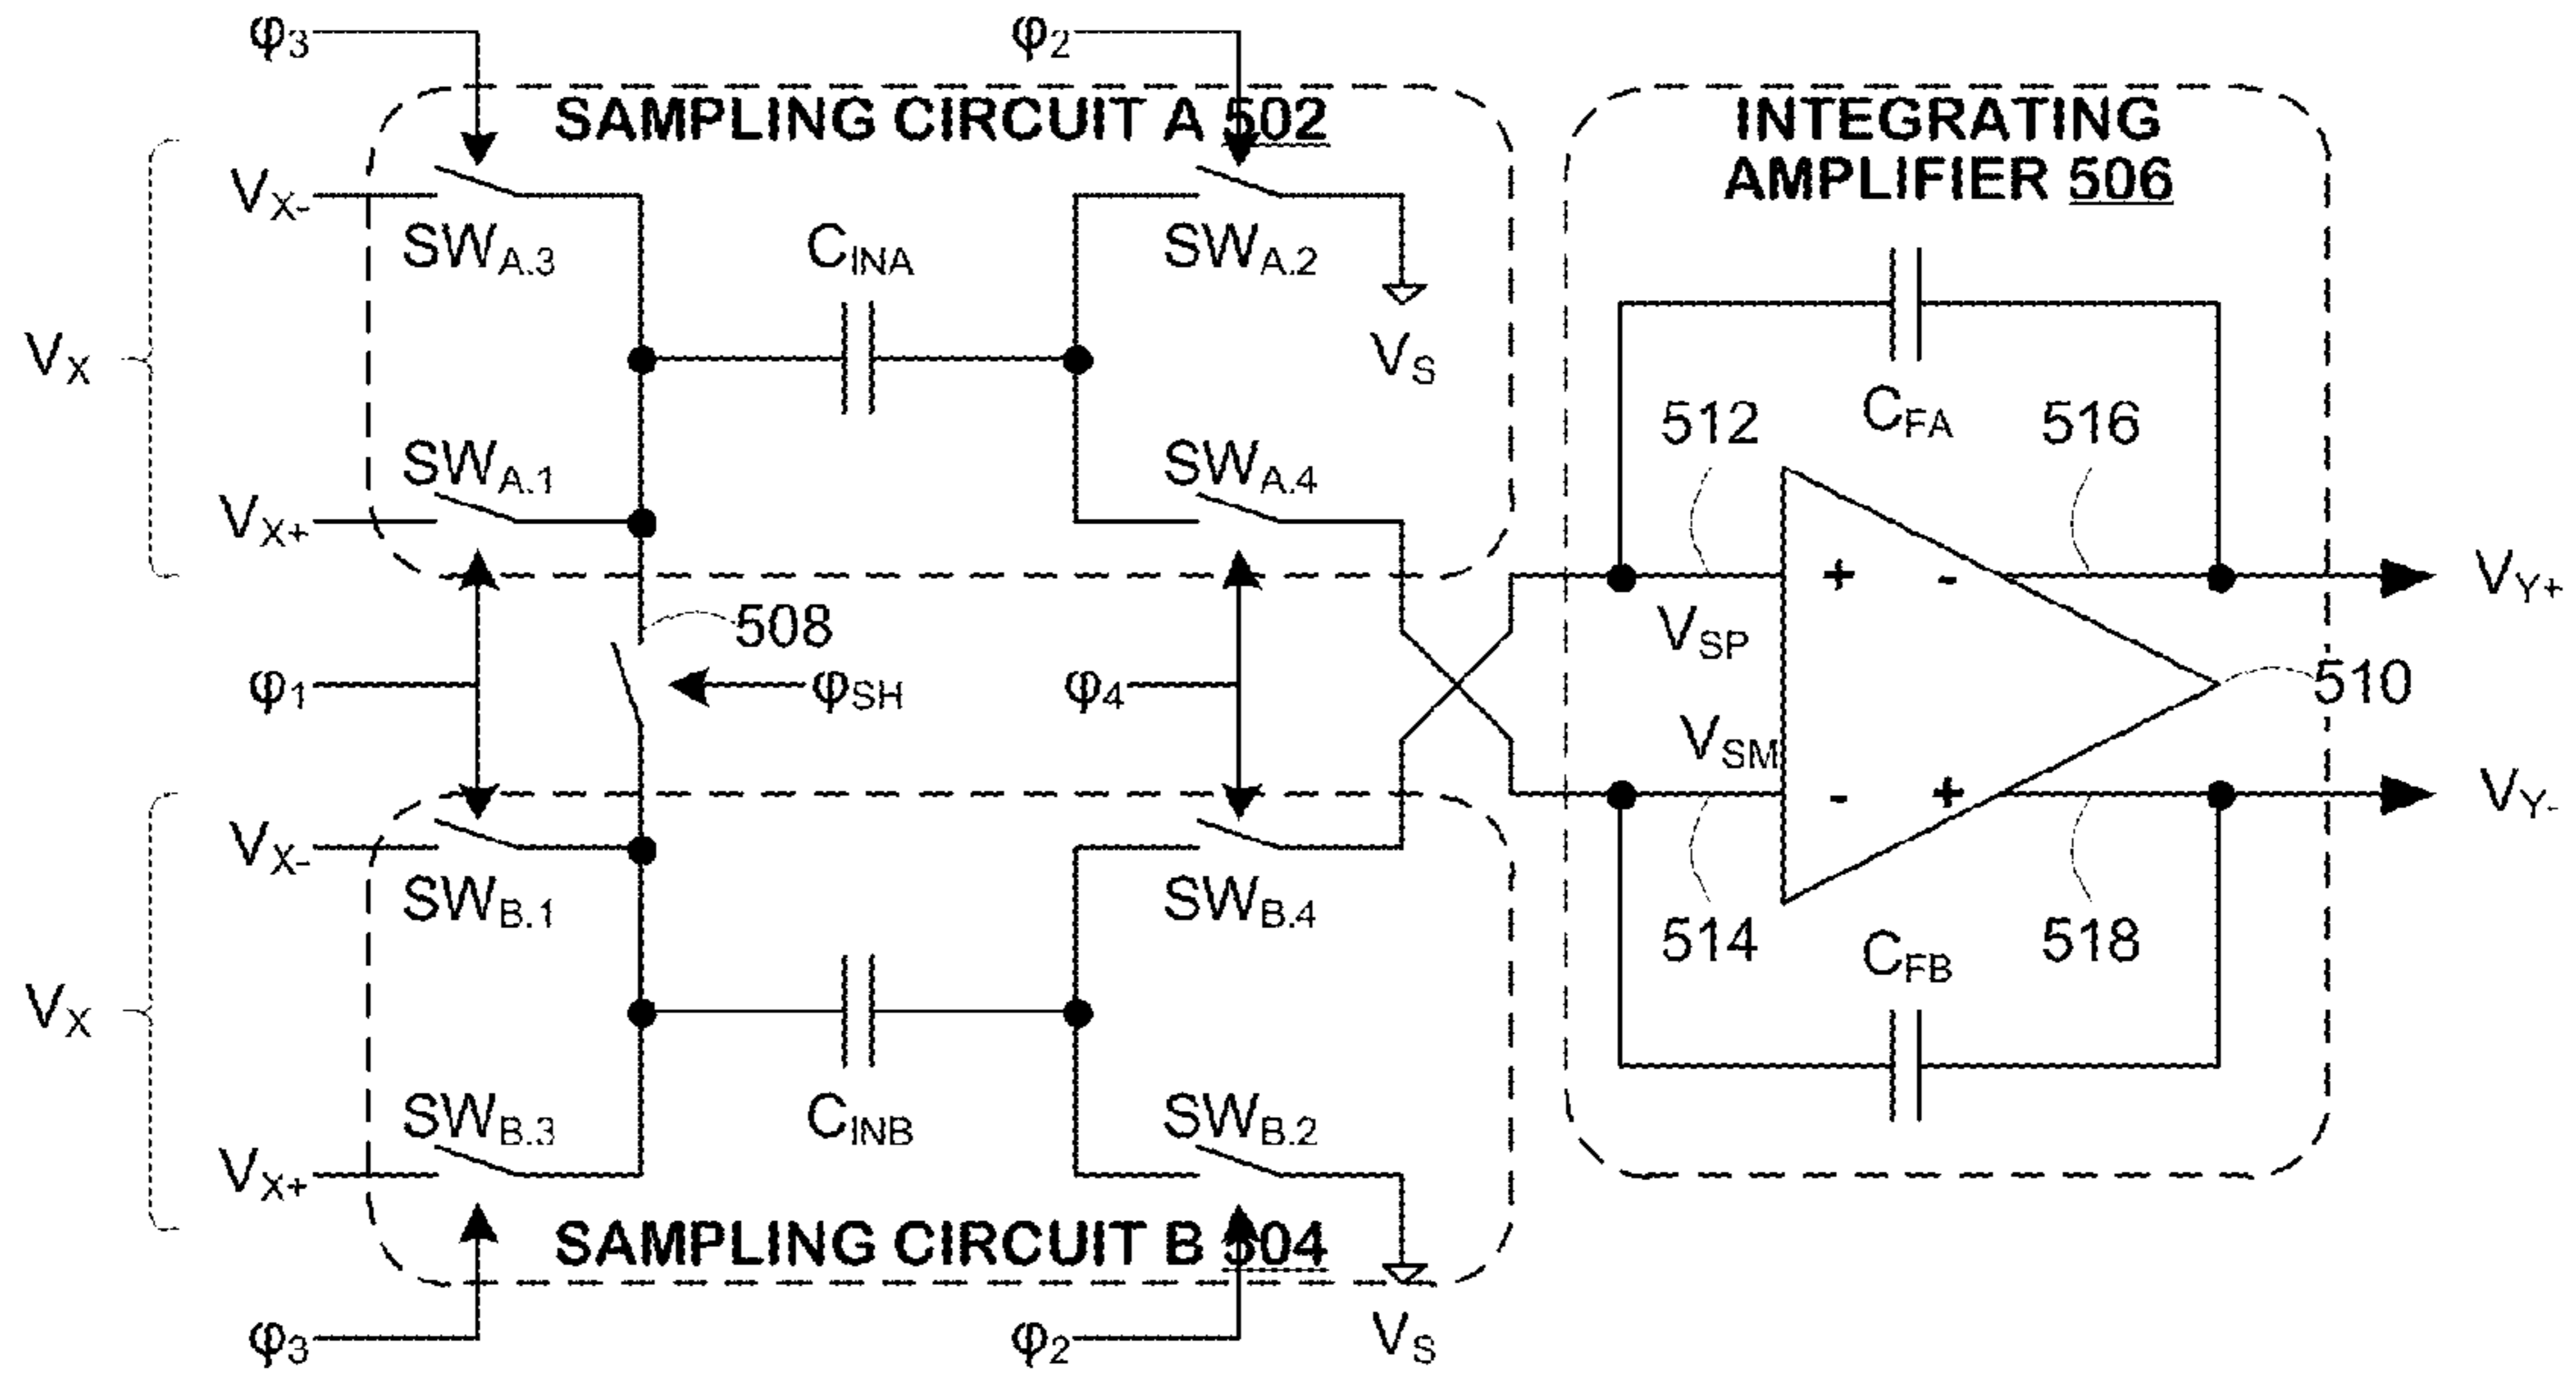 φ3
φ2
SAMPLING CIRCUIT A 502
INTEGRATING
AMPLIFIER 506
VX-
SWA.3
CINA
SWA.2
VX
VS
CFA
512
516
SWA.1
SWA.4
VX+
508
VSP
VY+
φ1
φSH
φ4
510
VSM
VY-
VX-
SWB.1
SWB.4
514
518
CFB
VX
CINB
SWB.3
SWB.2
VX+
SAMPLING CIRCUIT B 504
φ3
φ2
VS
+
-
-
+